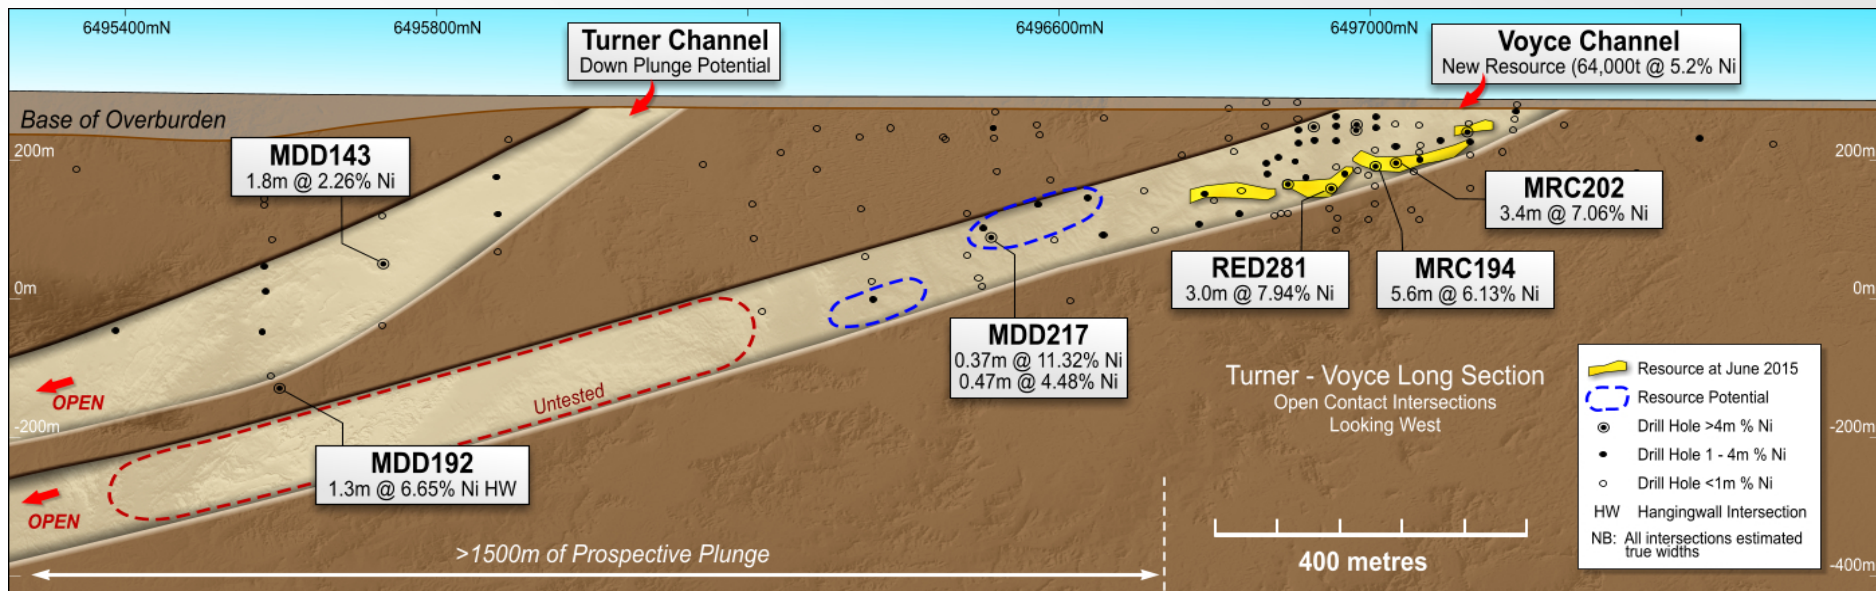 6495400mN
6495800mN
6496600mN
6497000mN
Turner Channel
Down Plunge Potential
Voyce Channel
New Resource (64,000t @ 5.2% Ni
Base of Overburden
200m
200m
MDD143
1.8m @ 2.26% Ni
MRC202
3.4m @ 7.06% Ni
RED281
3.0m @ 7.94% Ni
MRC194
5.6m @ 6.13% Ni
0m
0m
MDD217
0.37m @ 11.32% Ni
0.47m @ 4.48% Ni
OPEN
Untested
Turner - Voyce Long Section
Open Contact Intersections
Looking West
-200m
-200m
MDD192
1.3m @ 6.65% Ni HW
OPEN
>1500m of Prospective Plunge
400 metres
Resource at June 2015
Resource Potential
Drill Hole >4m % Ni
Drill Hole 1 - 4m % Ni
Drill Hole <1m % Ni
HW Hangingwall Intersection
NB: All intersections estimated
true widths
-400m